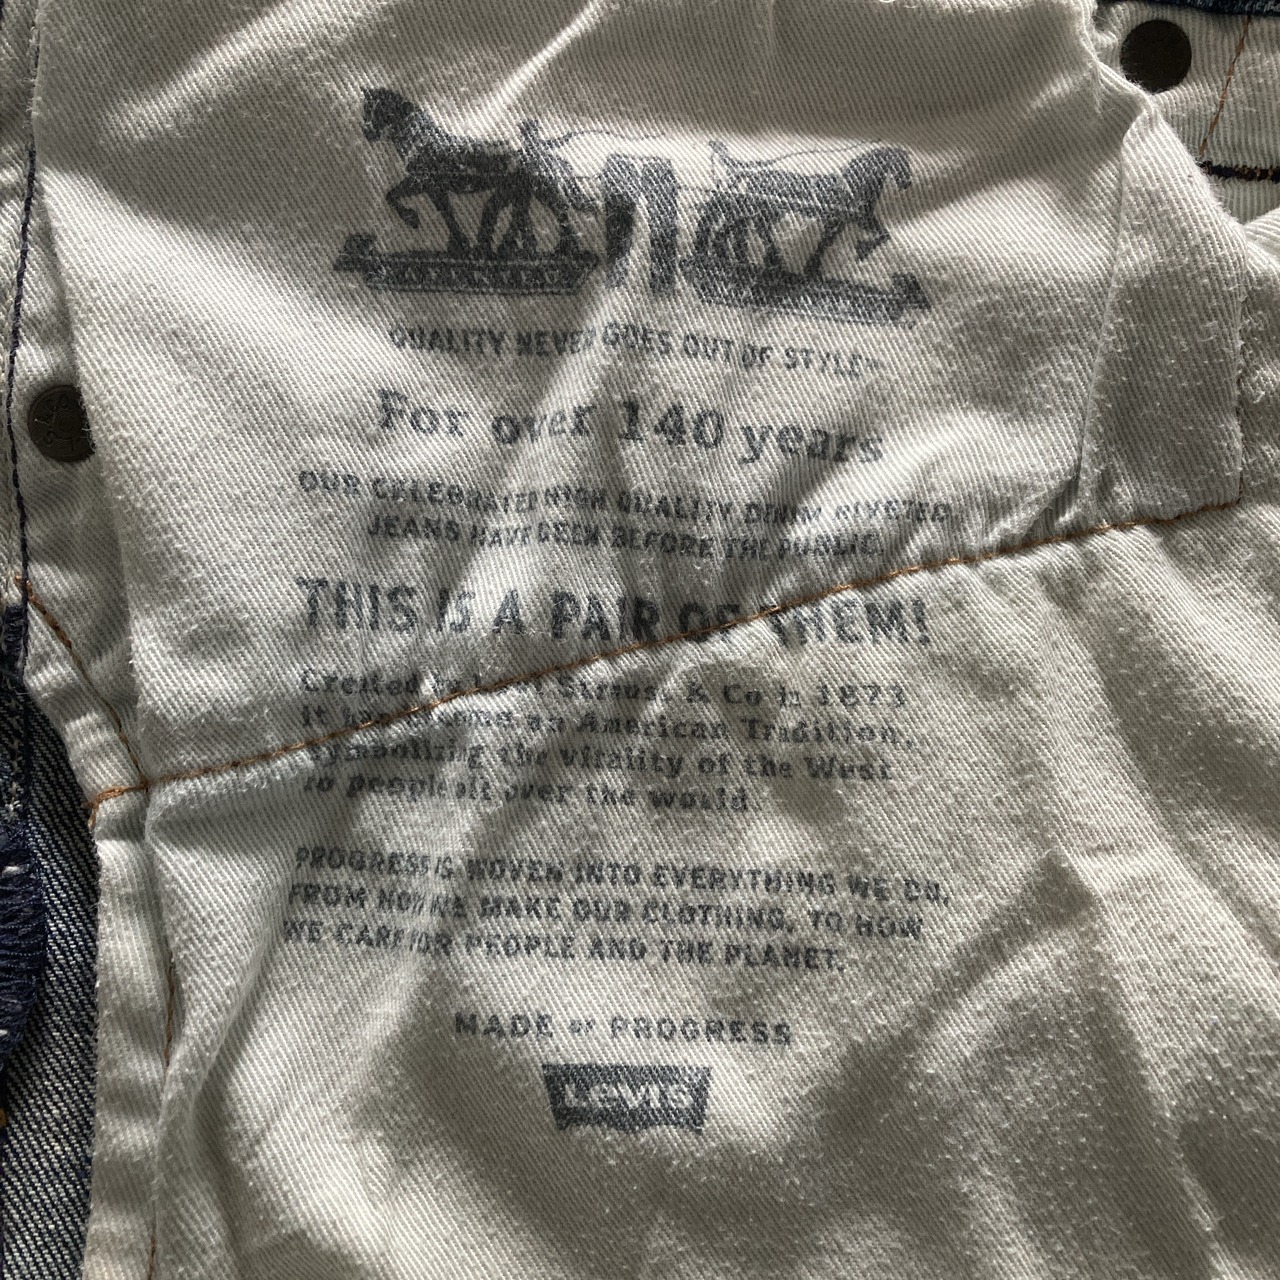 QUALITY NEVER GOES OUT OF STYLE™
For over 140 years
OUR CELEBRATED HIGH QUALITY DENIM RIVETED
JEANS HAVE BEEN BEFORE THE PUBLIC.
THIS IS A PAIR OF THEM!
Created by Levi Strauss & Co in 1873
it has become an American Tradition,
symbolizing the vitality of the West
to people all over the world.
PROGRESS IS WOVEN INTO EVERYTHING WE DO,
FROM HOW WE MAKE OUR CLOTHING, TO HOW
WE CARE FOR PEOPLE AND THE PLANET.
MADE OF PROGRESS
Levi's